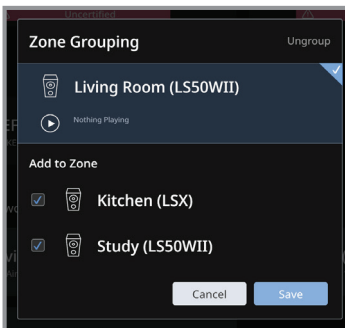 Uncertified
Zone Grouping Ungroup
Living Room (LS50WII)
Nothing Playing
Add to Zone
Kitchen (LSX)
Study (LS50WII)
Cancel Save